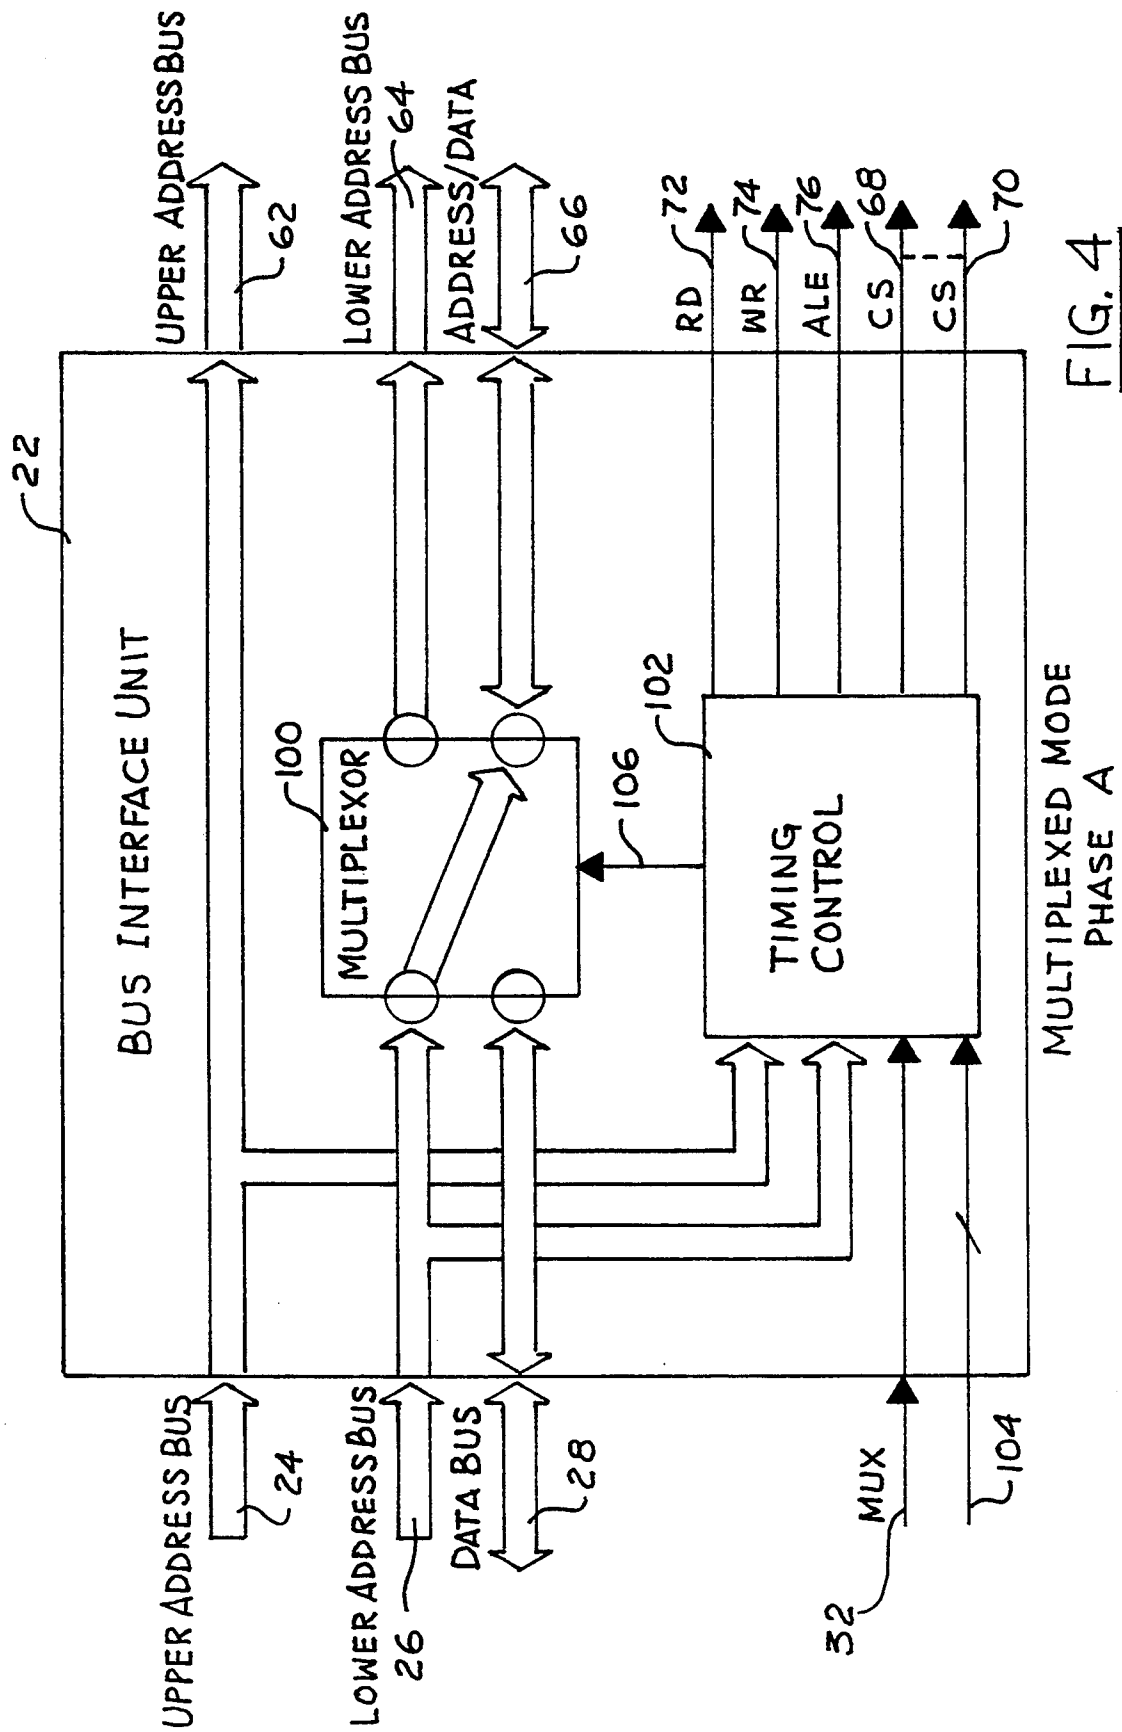 22
BUS INTERFACE UNIT
UPPER ADDRESS BUS
24
UPPER ADDRESS BUS
62
LOWER ADDRESS BUS
26
100
MULTIPLEXOR
LOWER ADDRESS BUS
64
DATA BUS
28
ADDRESS/DATA
66
106
102
TIMING
CONTROL
RD
72
WR
74
ALE
76
CS
68
CS
70
MUX
32
104
MULTIPLEXED MODE
PHASE A
FIG. 4